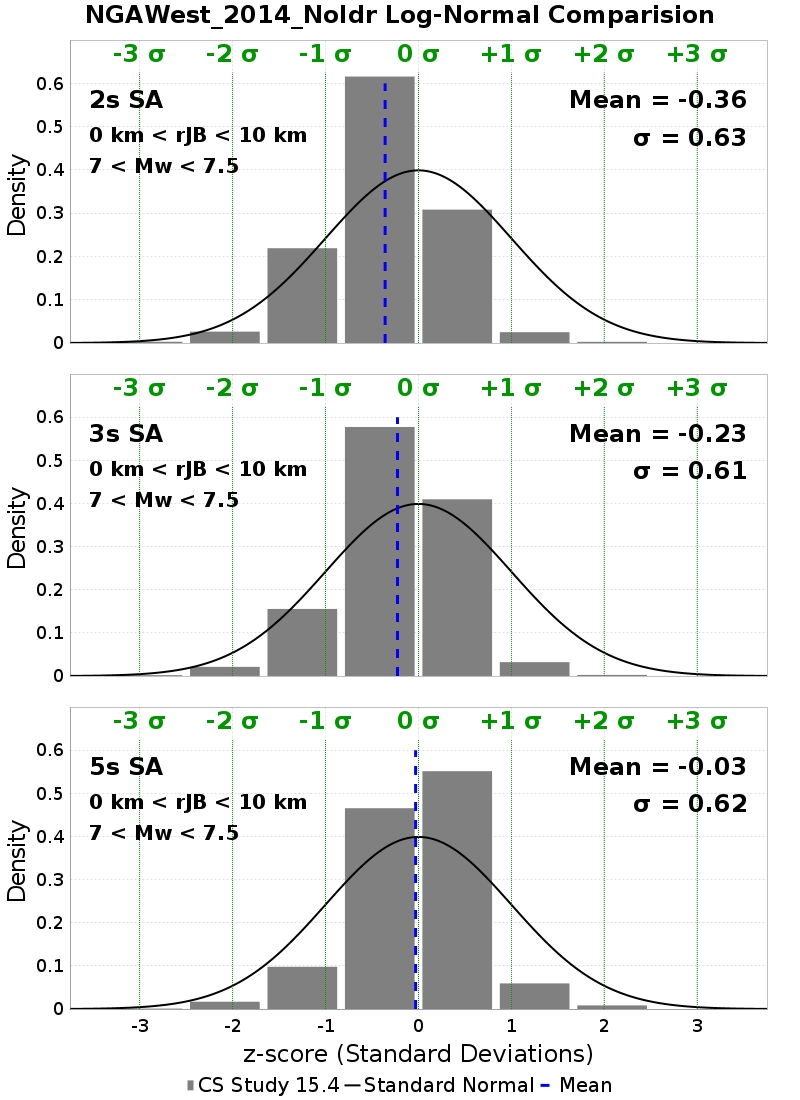 NGAWest_2014_NoIdr Log-Normal Comparision
-3 σ -2 σ -1 σ 0 σ +1 σ +2 σ +3 σ
2s SA
Mean = -0.36
0 km < rJB < 10 km
σ = 0.63
7 < Mw < 7.5
Density
0.6
0.5
0.4
0.3
0.2
0.1
0
-3 σ -2 σ -1 σ 0 σ +1 σ +2 σ +3 σ
3s SA
Mean = -0.23
0 km < rJB < 10 km
σ = 0.61
7 < Mw < 7.5
Density
0.6
0.5
0.4
0.3
0.2
0.1
0
-3 σ -2 σ -1 σ 0 σ +1 σ +2 σ +3 σ
5s SA
Mean = -0.03
0 km < rJB < 10 km
σ = 0.62
7 < Mw < 7.5
Density
0.6
0.5
0.4
0.3
0.2
0.1
0
-3 -2 -1 0 1 2 3
z-score (Standard Deviations)
CS Study 15.4 Standard Normal Mean